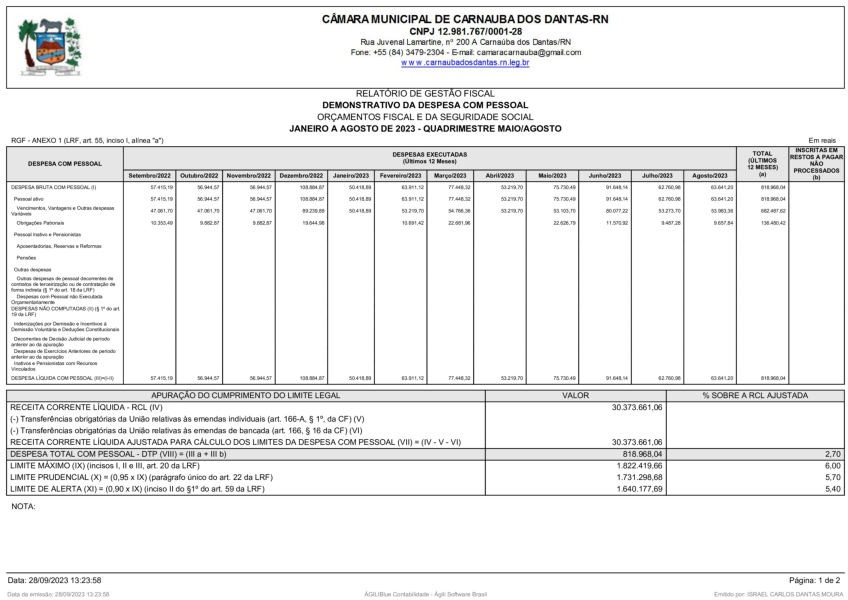 CÂMARA MUNICIPAL DE CARNAUBA DOS DANTAS-RN
CNPJ 12.981.767/0001-28
Rua Juvenal Lamartine, nº 200 A Carnaúba dos Dantas/RN
Fone: +55 (84) 3479-2304 - E-mail: camaracarnauba@gmail.com
www.carnaubadosdantas.rn.leg.br
RELATÓRIO DE GESTÃO FISCAL
DEMONSTRATIVO DA DESPESA COM PESSOAL
ORÇAMENTOS FISCAL E DA SEGURIDADE SOCIAL
JANEIRO A AGOSTO DE 2023 - QUADRIMESTRE MAIO/AGOSTO
RGF - ANEXO 1 (LRF, art. 55, inciso I, alínea "a") Em reais
DESPESA COM PESSOAL
DESPESAS EXECUTADAS
(Últimos 12 Meses)
TOTAL
(ÚLTIMOS
12 MESES)
(a)
INSCRITAS EM
RESTOS A PAGAR
NÃO
PROCESSADOS
(b)
Setembro/2022 Outubro/2022 Novembro/2022 Dezembro/2022 Janeiro/2023 Fevereiro/2023 Março/2023 Abril/2023 Maio/2023 Junho/2023 Julho/2023 Agosto/2023
DESPESA BRUTA COM PESSOAL (I) 57.415,19 56.944,57 56.944,57 108.884,87 50.418,89 63.911,12 77.448,32 53.219,70 75.730,49 91.648,14 62.760,98 63.641,20 818.968,04
Pessoal ativo 57.415,19 56.944,57 56.944,57 108.884,87 50.418,89 63.911,12 77.448,32 53.219,70 75.730,49 91.648,14 62.760,98 63.641,20 818.968,04
Vencimentos, Vantagens e Outras despesas
Variáveis 47.061,70 47.061,70 47.061,70 89.239,89 50.418,89 53.219,70 54.766,36 53.219,70 53.103,70 80.077,22 53.273,70 53.983,36 682.487,62
Obrigações Patronais 10.353,49 9.882,87 9.882,87 19.644,98 10.691,42 22.681,96 22.626,79 11.570,92 9.487,28 9.657,84 136.480,42
Pessoal Inativo e Pensionistas
Aposentadorias, Reservas e Reformas
Pensões
Outras despesas
Outras despesas de pessoal decorrentes de
contratos de terceirização ou de contratação de
forma indireta (§ 1º do art. 18 da LRF)
Despesas com Pessoal não Executada
Orçamentariamente
DESPESAS NÃO COMPUTADAS (II) (§ 1º do art.
19 da LRF)
Indenizações por Demissão e Incentivos à
Demissão Voluntária e Deduções Constitucionais
Decorrentes de Decisão Judicial de período
anterior ao da apuração
Despesas de Exercícios Anteriores de período
anterior ao da apuração
Inativos e Pensionistas com Recursos
Vinculados
DESPESA LÍQUIDA COM PESSOAL (III)=(I-II) 57.415,19 56.944,57 56.944,57 108.884,87 50.418,89 63.911,12 77.448,32 53.219,70 75.730,49 91.648,14 62.760,98 63.641,20 818.968,04
APURAÇÃO DO CUMPRIMENTO DO LIMITE LEGAL VALOR % SOBRE A RCL AJUSTADA
RECEITA CORRENTE LÍQUIDA - RCL (IV) 30.373.661,06
(-) Transferências obrigatórias da União relativas às emendas individuais (art. 166-A, § 1º, da CF) (V)
(-) Transferências obrigatórias da União relativas às emendas de bancada (art. 166, § 16 da CF) (VI)
RECEITA CORRENTE LÍQUIDA AJUSTADA PARA CÁLCULO DOS LIMITES DA DESPESA COM PESSOAL (VII) = (IV - V - VI) 30.373.661,06
DESPESA TOTAL COM PESSOAL - DTP (VIII) = (III a + III b) 818.968,04 2,70
LIMITE MÁXIMO (IX) (incisos I, II e III, art. 20 da LRF) 1.822.419,66 6,00
LIMITE PRUDENCIAL (X) = (0,95 x IX) (parágrafo único do art. 22 da LRF) 1.731.298,68 5,70
LIMITE DE ALERTA (XI) = (0,90 x IX) (inciso II do §1º do art. 59 da LRF) 1.640.177,69 5,40
NOTA:
Data: 28/09/2023 13:23:58 Página: 1 de 2
Data da emissão: 28/09/2023 13:23:58 ÁGILIBlue Contabilidade - Ágili Software Brasil Emitido por: ISRAEL CARLOS DANTAS MOURA